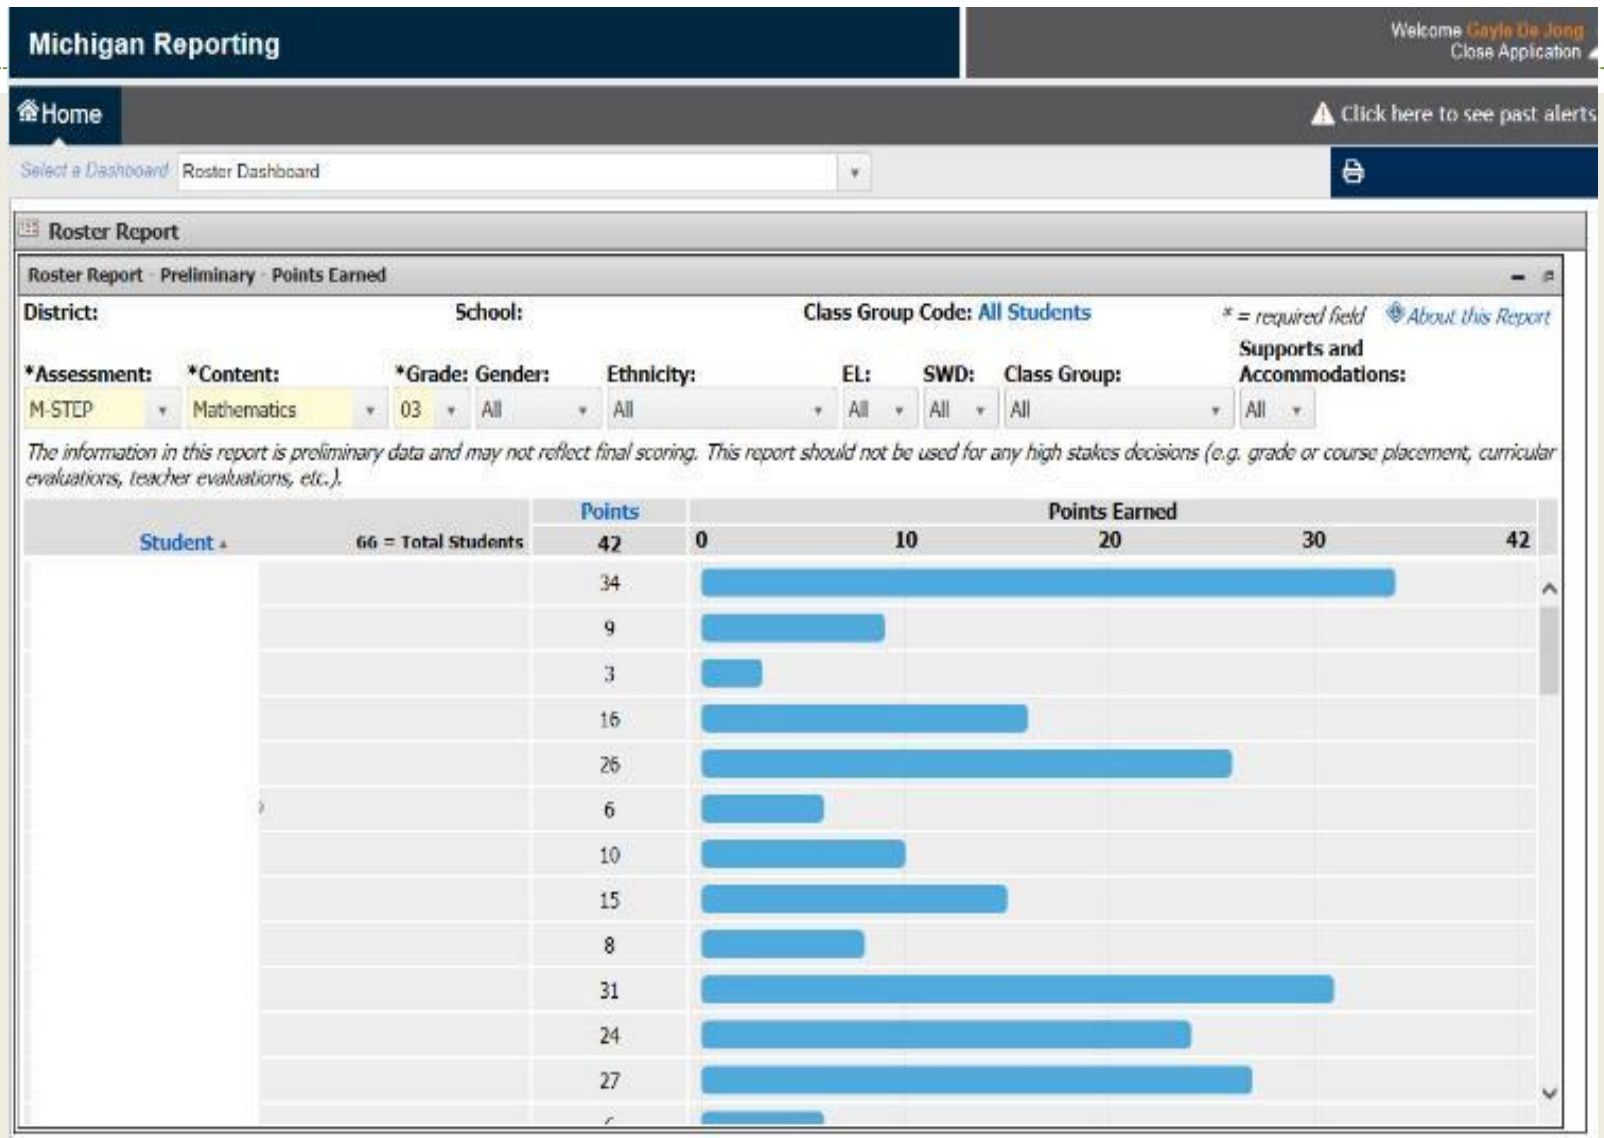 Michigan Reporting
Welcome Gayle De Jong
Close Application
Home
Click here to see past alerts
Select a Dashboard Roster Dashboard
Roster Report
Roster Report - Preliminary - Points Earned
District: School: Class Group Code: All Students * = required field About this Report
*Assessment: *Content: *Grade: Gender: Ethnicity: EL: SWD: Class Group: Supports and Accommodations:
M-STEP Mathematics 03 All All All All All All
The information in this report is preliminary data and may not reflect final scoring. This report should not be used for any high stakes decisions (e.g. grade or course placement, curricular
evaluations, teacher evaluations, etc.).
Points Points Earned
Student 66 = Total Students 42 0 10 20 30 42
34
9
3
16
26
6
10
15
8
31
24
27